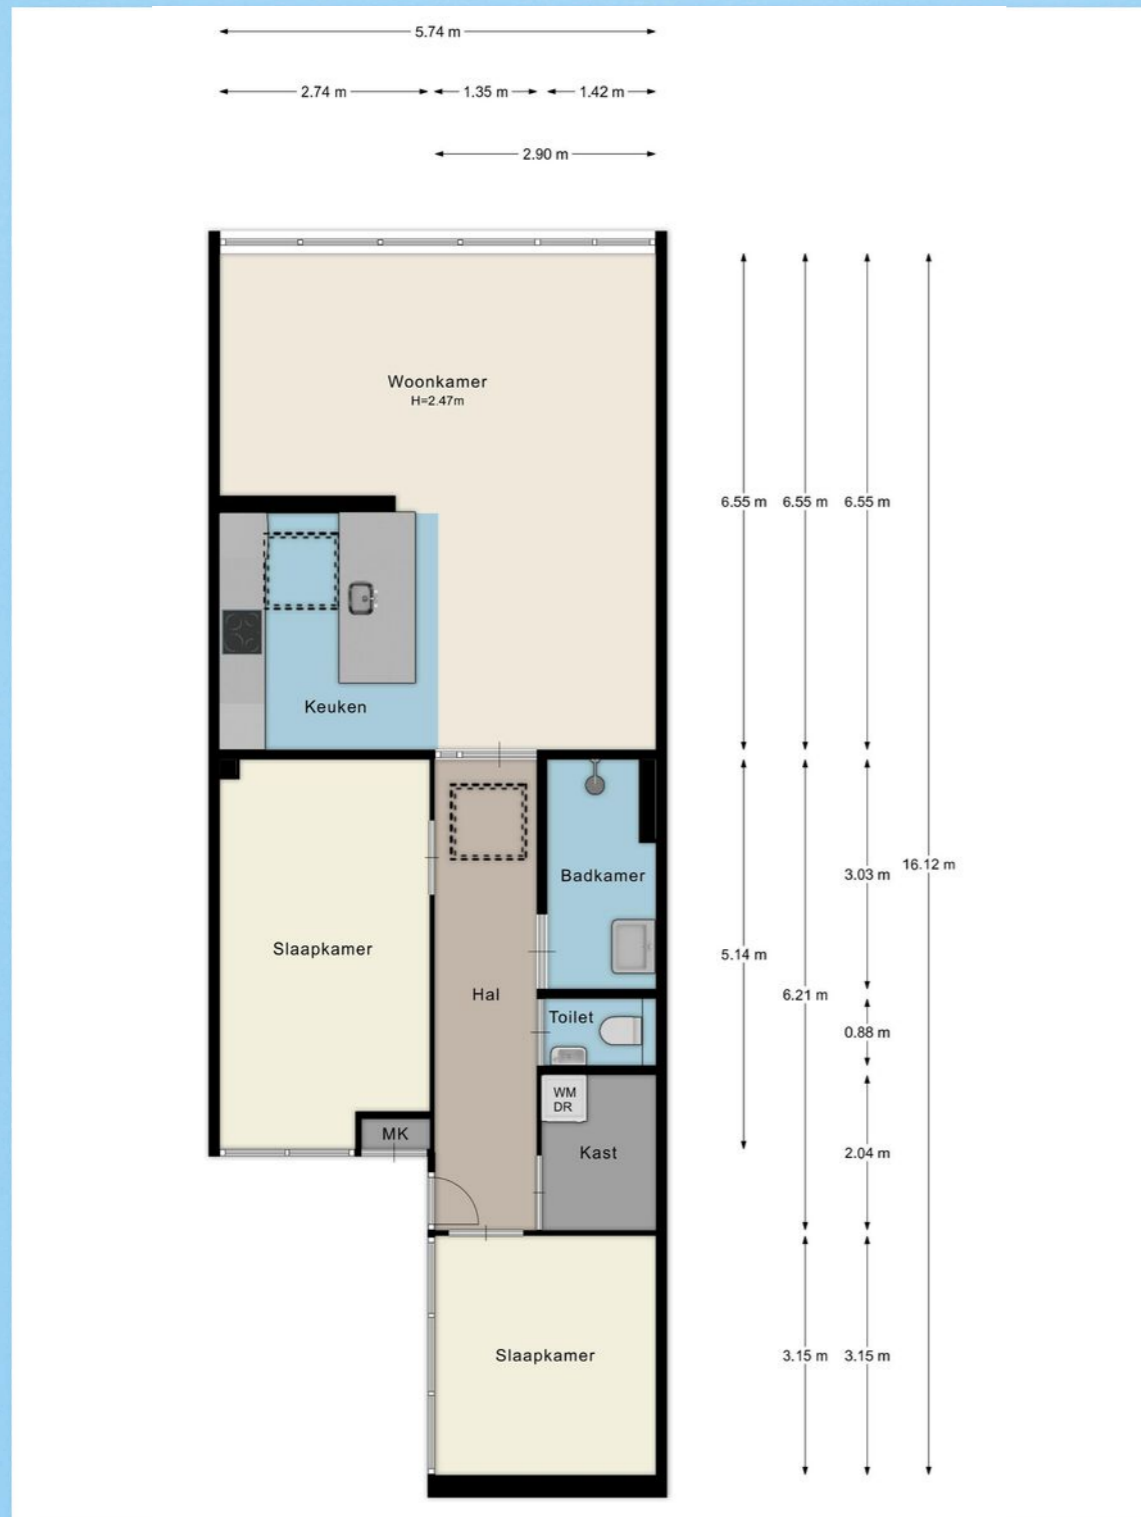 5.74 m
2.74 m
1.35 m
1.42 m
2.90 m
Woonkamer
H=2.47m
6.55 m
6.55 m
6.55 m
Keuken
16.12 m
3.03 m
Badkamer
Slaapkamer
5.14 m
Hal
6.21 m
Toilet
0.88 m
WM
DR
MK
Kast
2.04 m
Slaapkamer
3.15 m
3.15 m